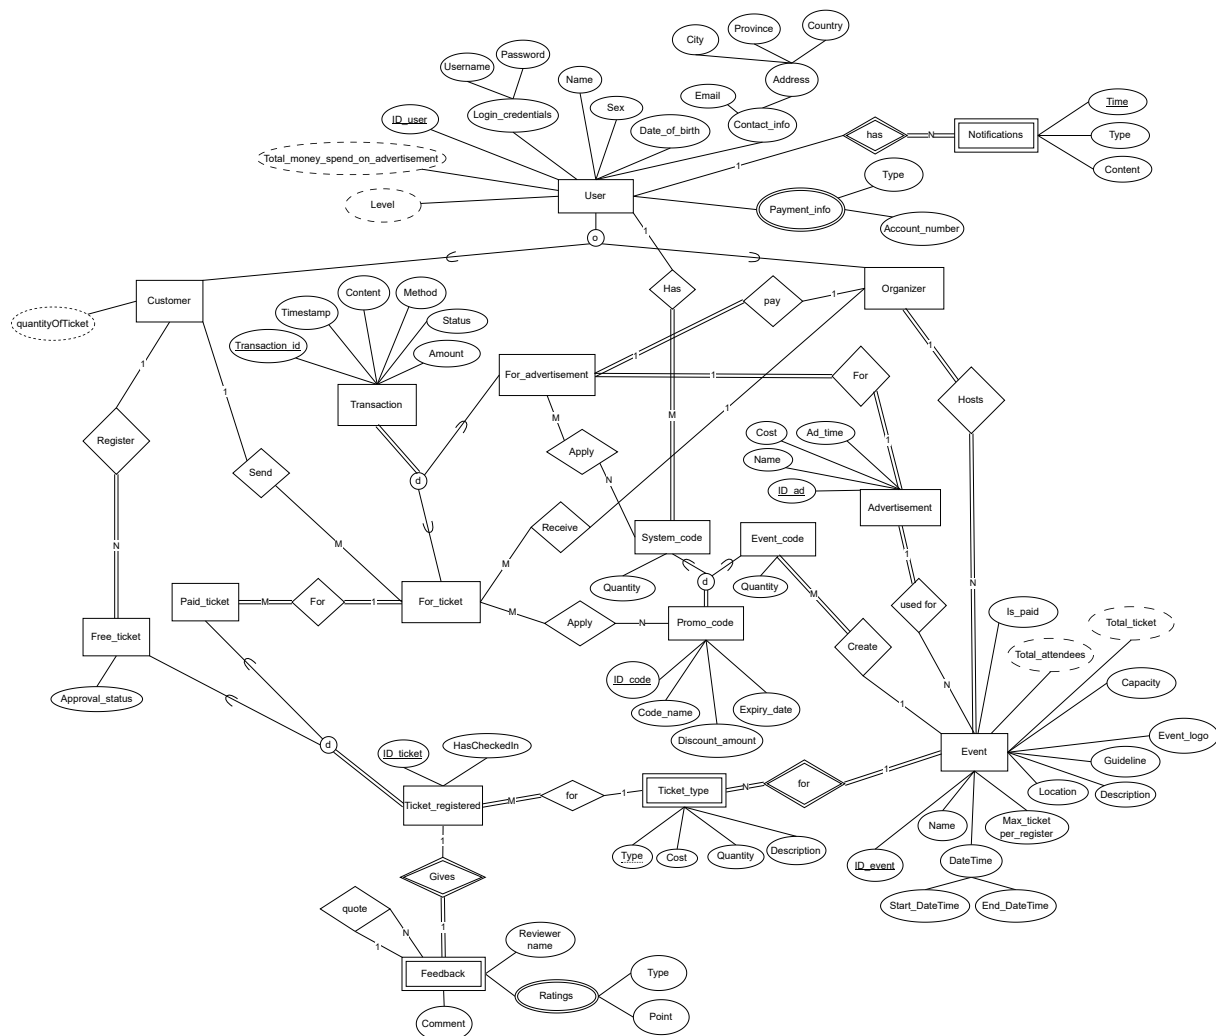 City
Province
Country
Username
Password
Name
Address
Email
Sex
ID_user
Login_credentials
Date_of_birth
Contact_info
has
N
Notifications
Time
Type
Content
Total_money_spend_on_advertisement
1
Type
Level
User
Payment_info
Account_number
o
1
Customer
Content
Method
Has
pay
1
Organizer
quantityOfTicket
Timestamp
Status
Transaction_id
Amount
1
1
1
For_advertisement
1
For
1
Transaction
1
Hosts
M
M
1
Register
Send
d
Apply
N
Cost
Ad_time
Name
ID_ad
1
Advertisement
Receive
System_code
Event_code
N
M
M
Quantity
d
Quantity
M
1
N
Paid_ticket
M
For
1
For_ticket
M
Apply
N
Promo_code
used for
Is_paid
Total_ticket
Free_ticket
Create
Total_attendees
Approval_status
ID_code
Code_name
Expiry_date
Discount_amount
1
N
Capacity
d
ID_ticket
HasCheckedIn
Event
Event_logo
Guideline
Ticket_registered
M
for
1
Ticket_type
N
for
1
Location
Description
1
Type
Cost
Quantity
Description
Name
Max_ticket
per_register
ID_event
DateTime
Gives
Start_DateTime
End_DateTime
quote
N
1
1
Reviewer
name
Feedback
Ratings
Type
Point
Comment